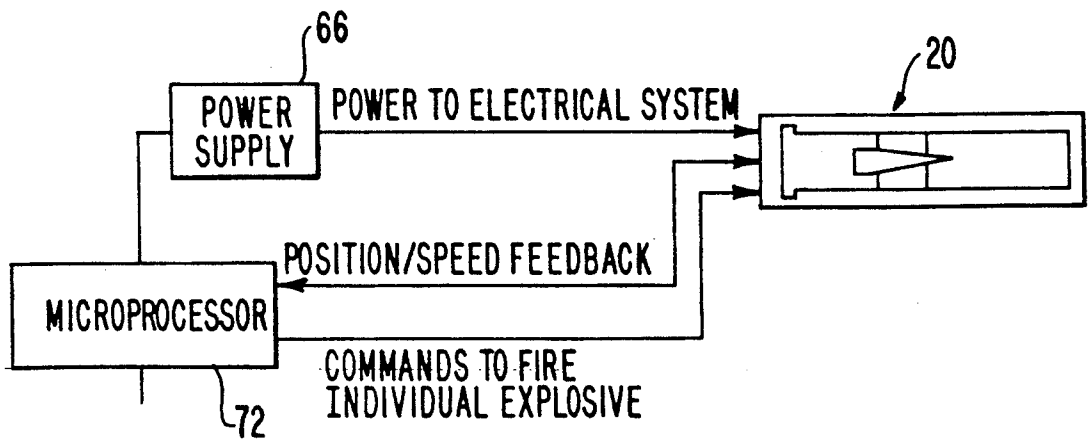 66
20
POWER
SUPPLY
POWER TO ELECTRICAL SYSTEM
POSITION/SPEED FEEDBACK
MICROPROCESSOR
COMMANDS TO FIRE
INDIVIDUAL EXPLOSIVE
72